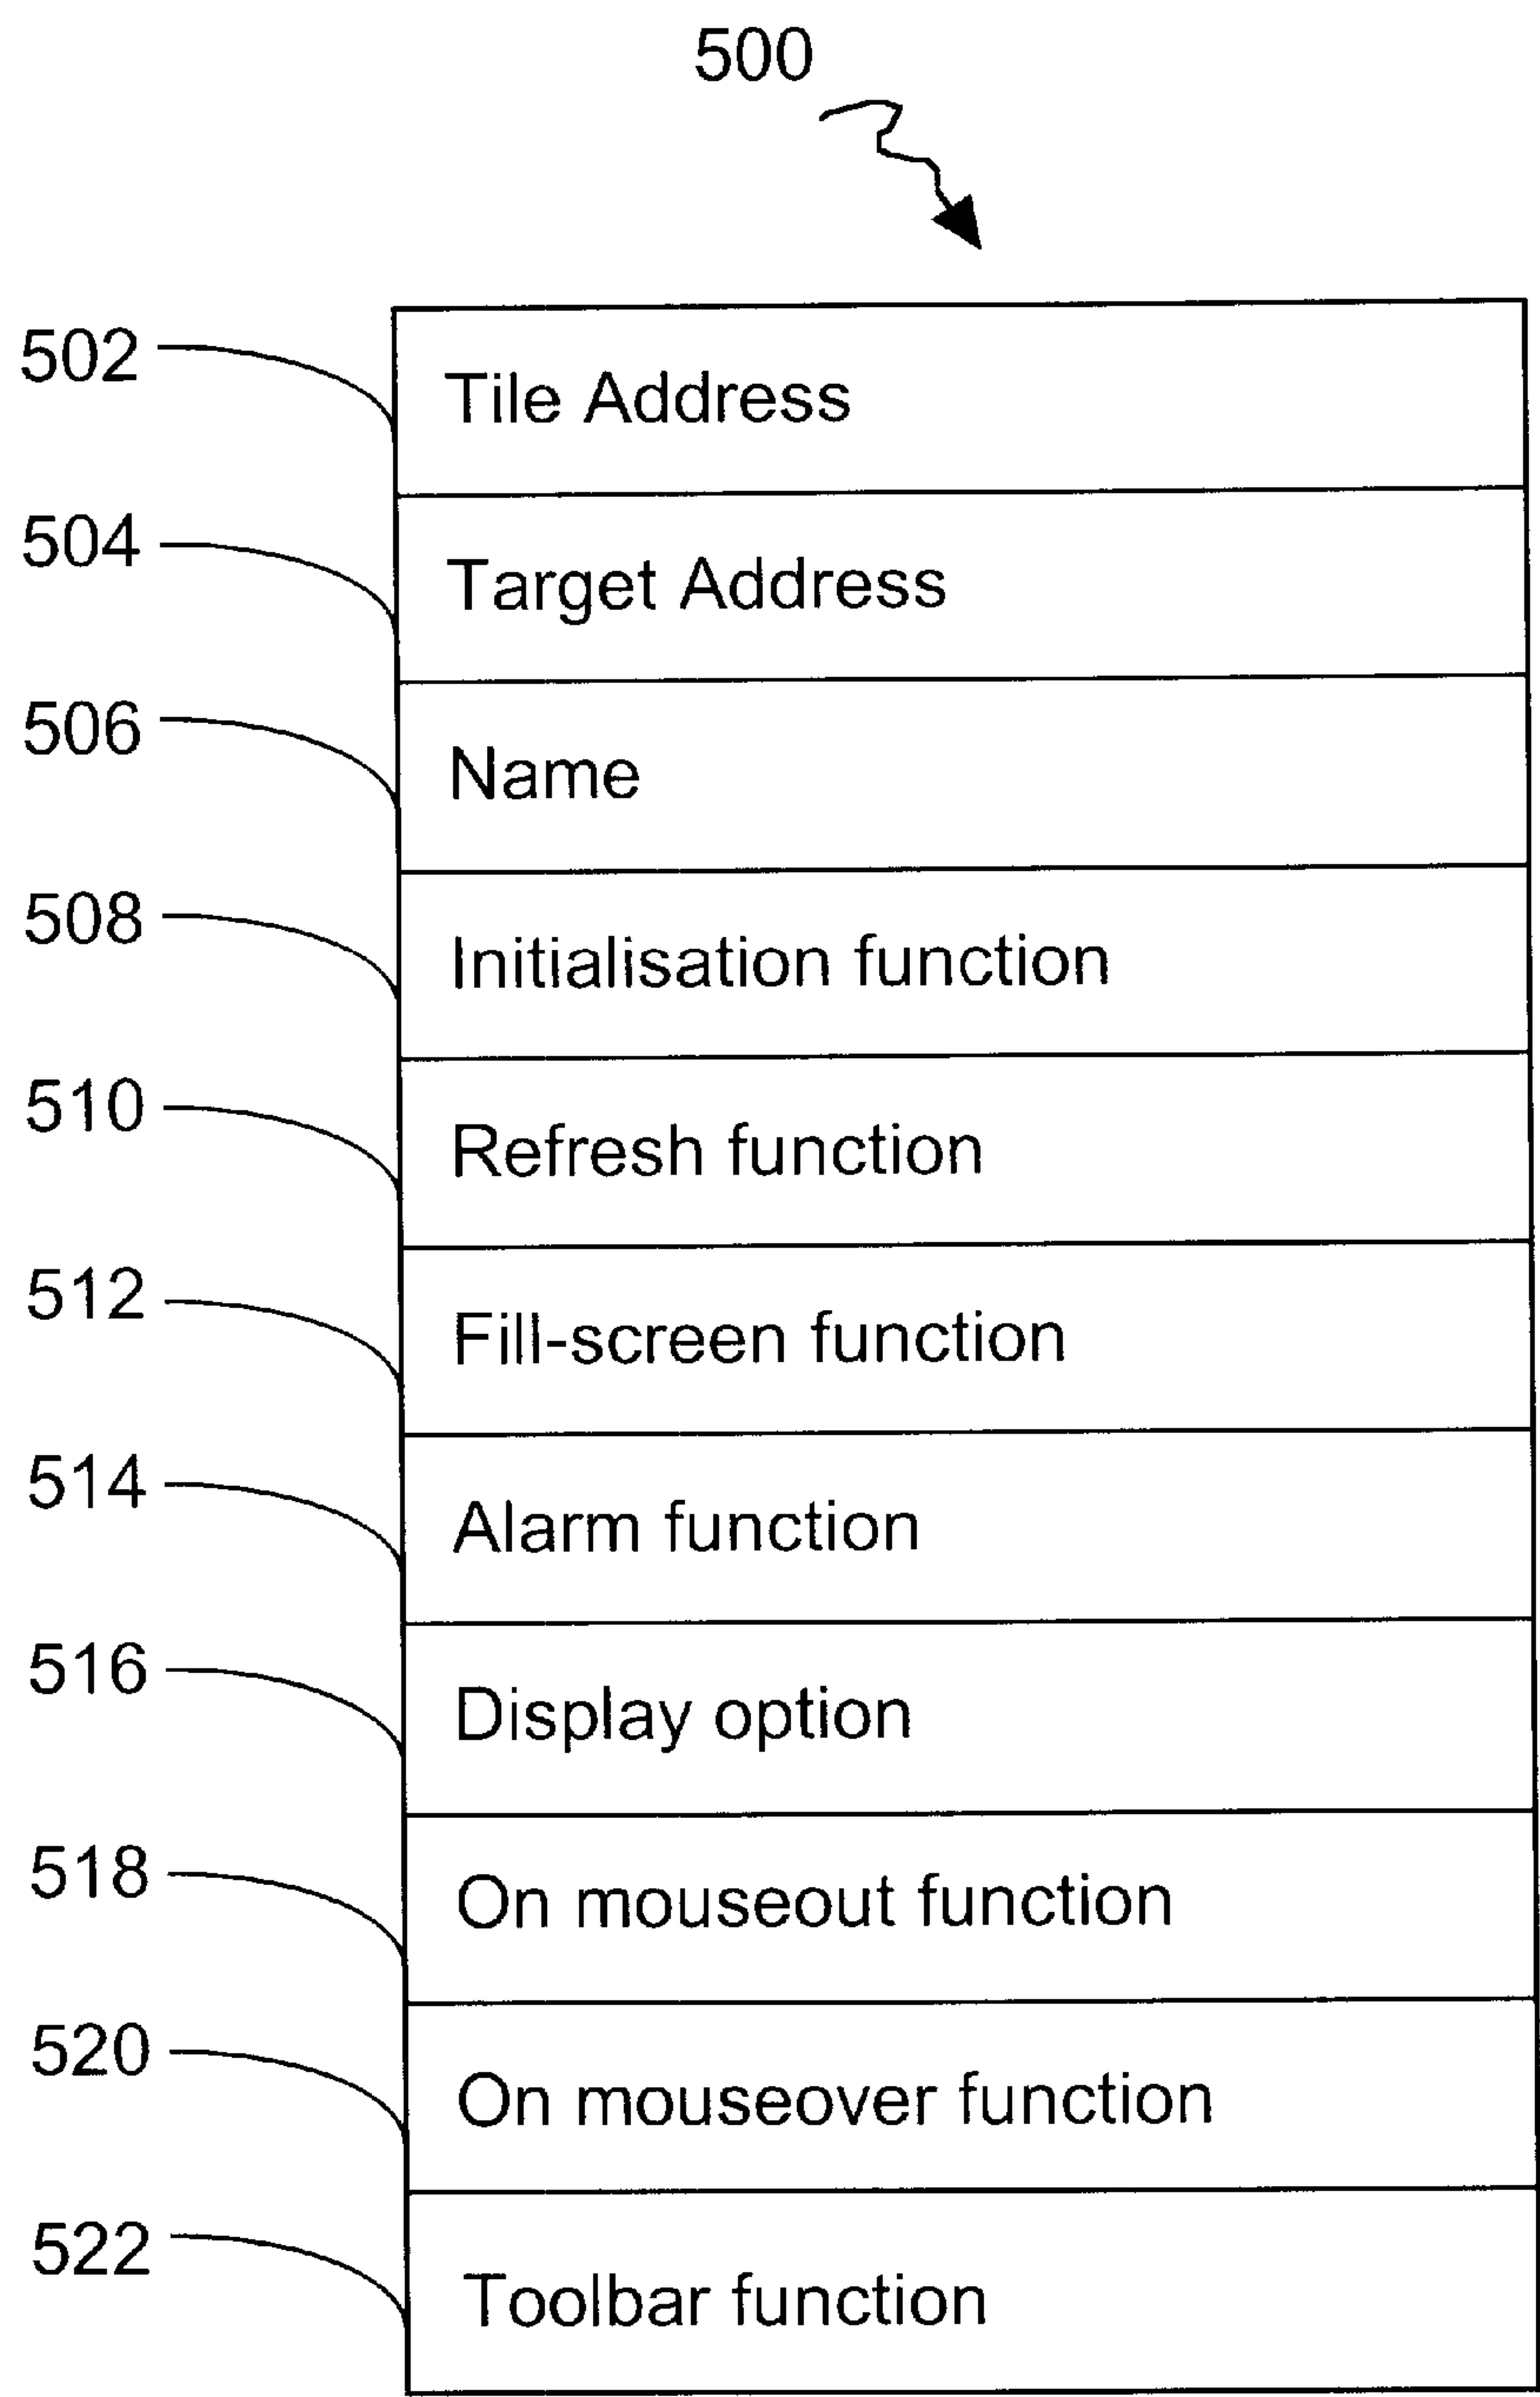 500
502 Tile Address
504 Target Address
506 Name
508 Initialisation function
510 Refresh function
512 Fill-screen function
514 Alarm function
516 Display option
518 On mouseout function
520 On mouseover function
522 Toolbar function